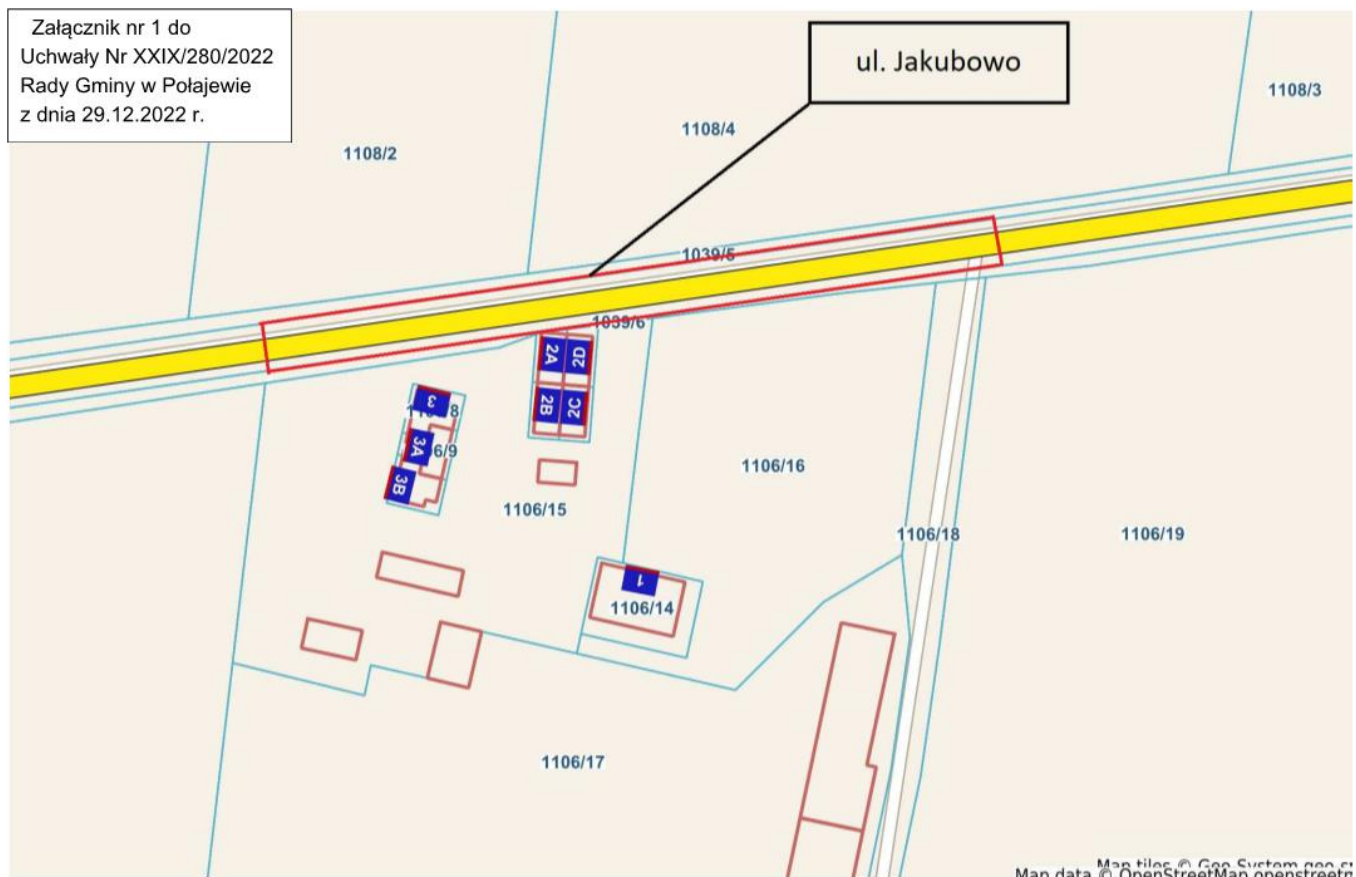 Załącznik nr 1 do
Uchwały Nr XXIX/280/2022
Rady Gminy w Połajewie
z dnia 29.12.2022 r.
ul. Jakubowo
1108/3
1108/4
1108/2
1039/5
1039/6
2A 2D
2B 2C
3
3A 6/9
3B
1106/16
1106/15
1106/18
1106/19
1
1106/14
1106/17
Map tiles © Geo-System
Map data © OpenStreetMap